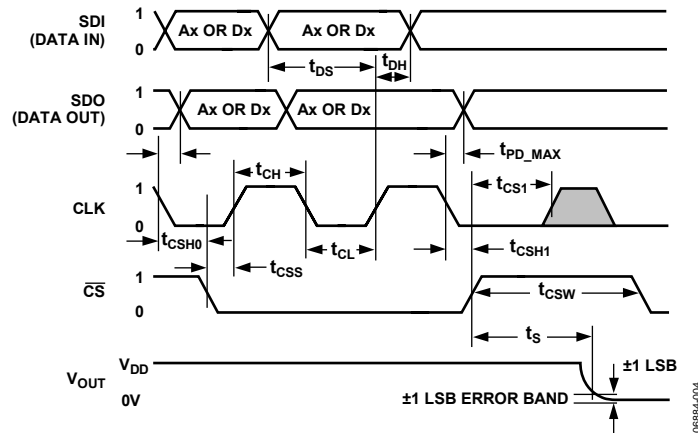 SDI
(DATA IN)
1
0
Ax OR Dx
Ax OR Dx
tDS
tDH
SDO
(DATA OUT)
1
0
Ax OR Dx
Ax OR Dx
tPD_MAX
tCH
tCS1
CLK
1
0
tCSH0
tCL
tCSH1
tCSS
CS
1
0
tCSW
tS
VOUT
VDD
0V
±1 LSB
±1 LSB ERROR BAND
06884-004